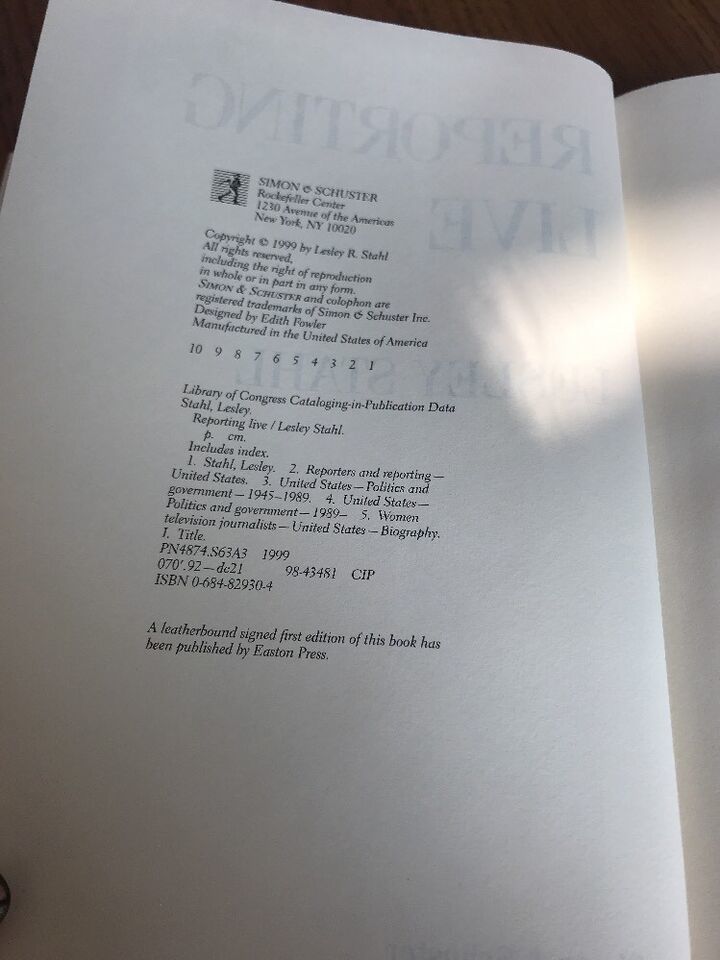 REPORTING
LIVE
LESLEY STAHL
SIMON & SCHUSTER
Rockefeller Center
1230 Avenue of the Americas
New York, NY 10020
Copyright © 1999 by Lesley R. Stahl
All rights reserved,
including the right of reproduction
in whole or in part in any form.
SIMON & SCHUSTER and colophon are
registered trademarks of Simon & Schuster Inc.
Designed by Edith Fowler
Manufactured in the United States of America
10 9 8 7 6 5 4 3 2 1
Library of Congress Cataloging-in-Publication Data
Stahl, Lesley.
Reporting live / Lesley Stahl.
p. cm.
Includes index.
1. Stahl, Lesley. 2. Reporters and reporting—
United States. 3. United States—Politics and
government—1945–1989. 4. United States—
Politics and government—1989– 5. Women
television journalists—United States—Biography.
I. Title.
PN4874.S63A3 1999
070'.92—dc21 98-43481 CIP
ISBN 0-684-82930-4
A leatherbound signed first edition of this book has
been published by Easton Press.